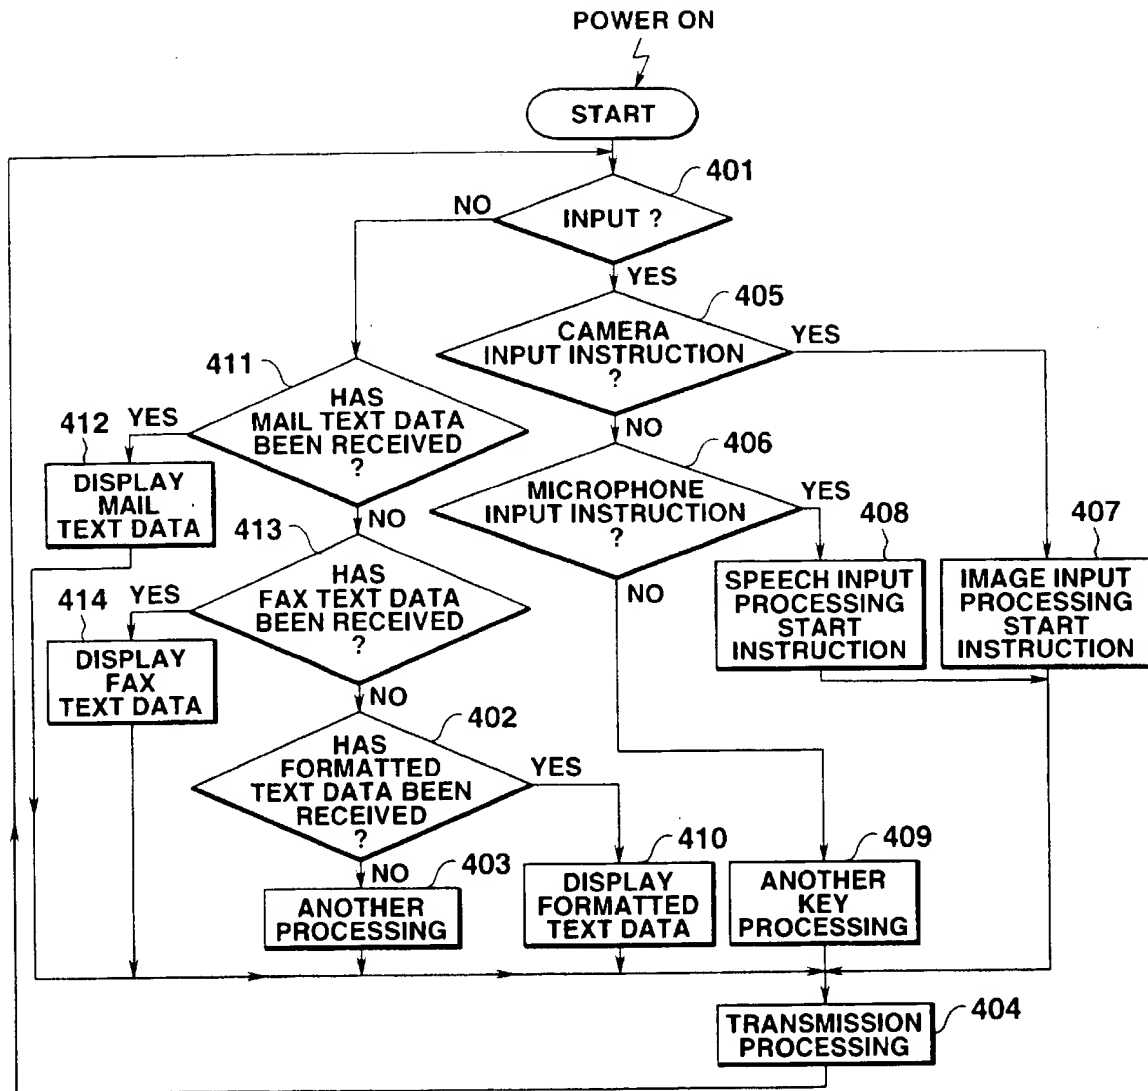 POWER ON
START
401
NO
INPUT ?
YES
405
CAMERA
INPUT INSTRUCTION
?
YES
411
HAS
MAIL TEXT DATA
BEEN RECEIVED
?
YES
412
DISPLAY
MAIL
TEXT DATA
NO
406
MICROPHONE
INPUT INSTRUCTION
?
YES
408
SPEECH INPUT
PROCESSING
START
INSTRUCTION
407
IMAGE INPUT
PROCESSING
START
INSTRUCTION
NO
413
HAS
FAX TEXT DATA
BEEN RECEIVED
?
YES
414
DISPLAY
FAX
TEXT DATA
NO
NO
402
HAS
FORMATTED
TEXT DATA BEEN
RECEIVED
?
YES
NO
403
ANOTHER
PROCESSING
410
DISPLAY
FORMATTED
TEXT DATA
409
ANOTHER
KEY
PROCESSING
TRANSMISSION
PROCESSING
404